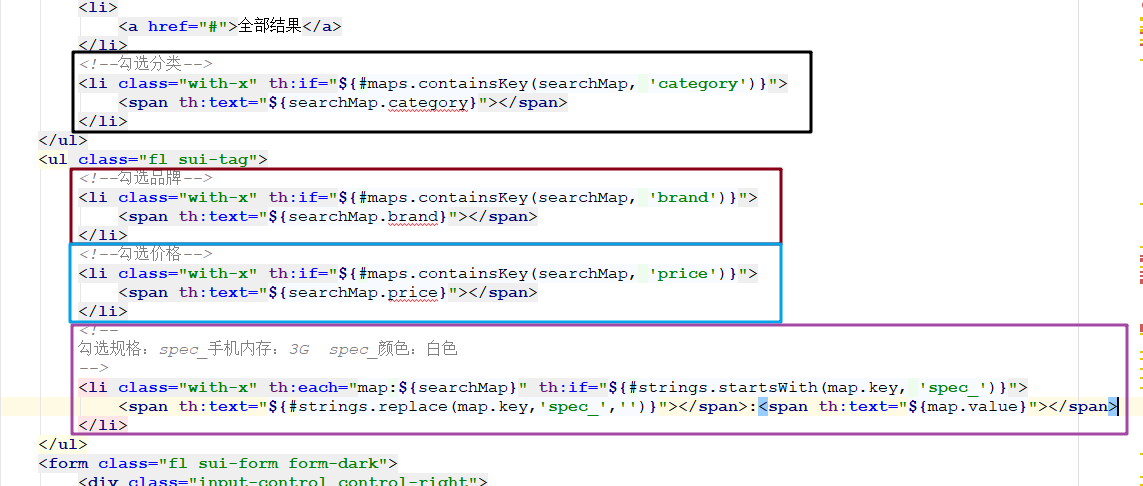 <li>
<a href="#">全部结果</a>
</li>
<!--勾选分类-->
<li class="with-x" th:if="${#maps.containsKey(searchMap, 'category')}">
<span th:text="${searchMap.category}"></span>
</li>
</ul>
<ul class="fl sui-tag">
<!--勾选品牌-->
<li class="with-x" th:if="${#maps.containsKey(searchMap, 'brand')}">
<span th:text="${searchMap.brand}"></span>
</li>
<!--勾选价格-->
<li class="with-x" th:if="${#maps.containsKey(searchMap, 'price')}">
<span th:text="${searchMap.price}"></span>
</li>
<!--
勾选规格：spec_手机内存：3G  spec_颜色：白色
-->
<li class="with-x" th:each="map:${searchMap}" th:if="${#strings.startsWith(map.key, 'spec_')}">
<span th:text="${#strings.replace(map.key,'spec_','')}"></span>:<span th:text="${map.value}"></span>
</li>
</ul>
<form class="fl sui-form form-dark">
<div class="input-control control-right">